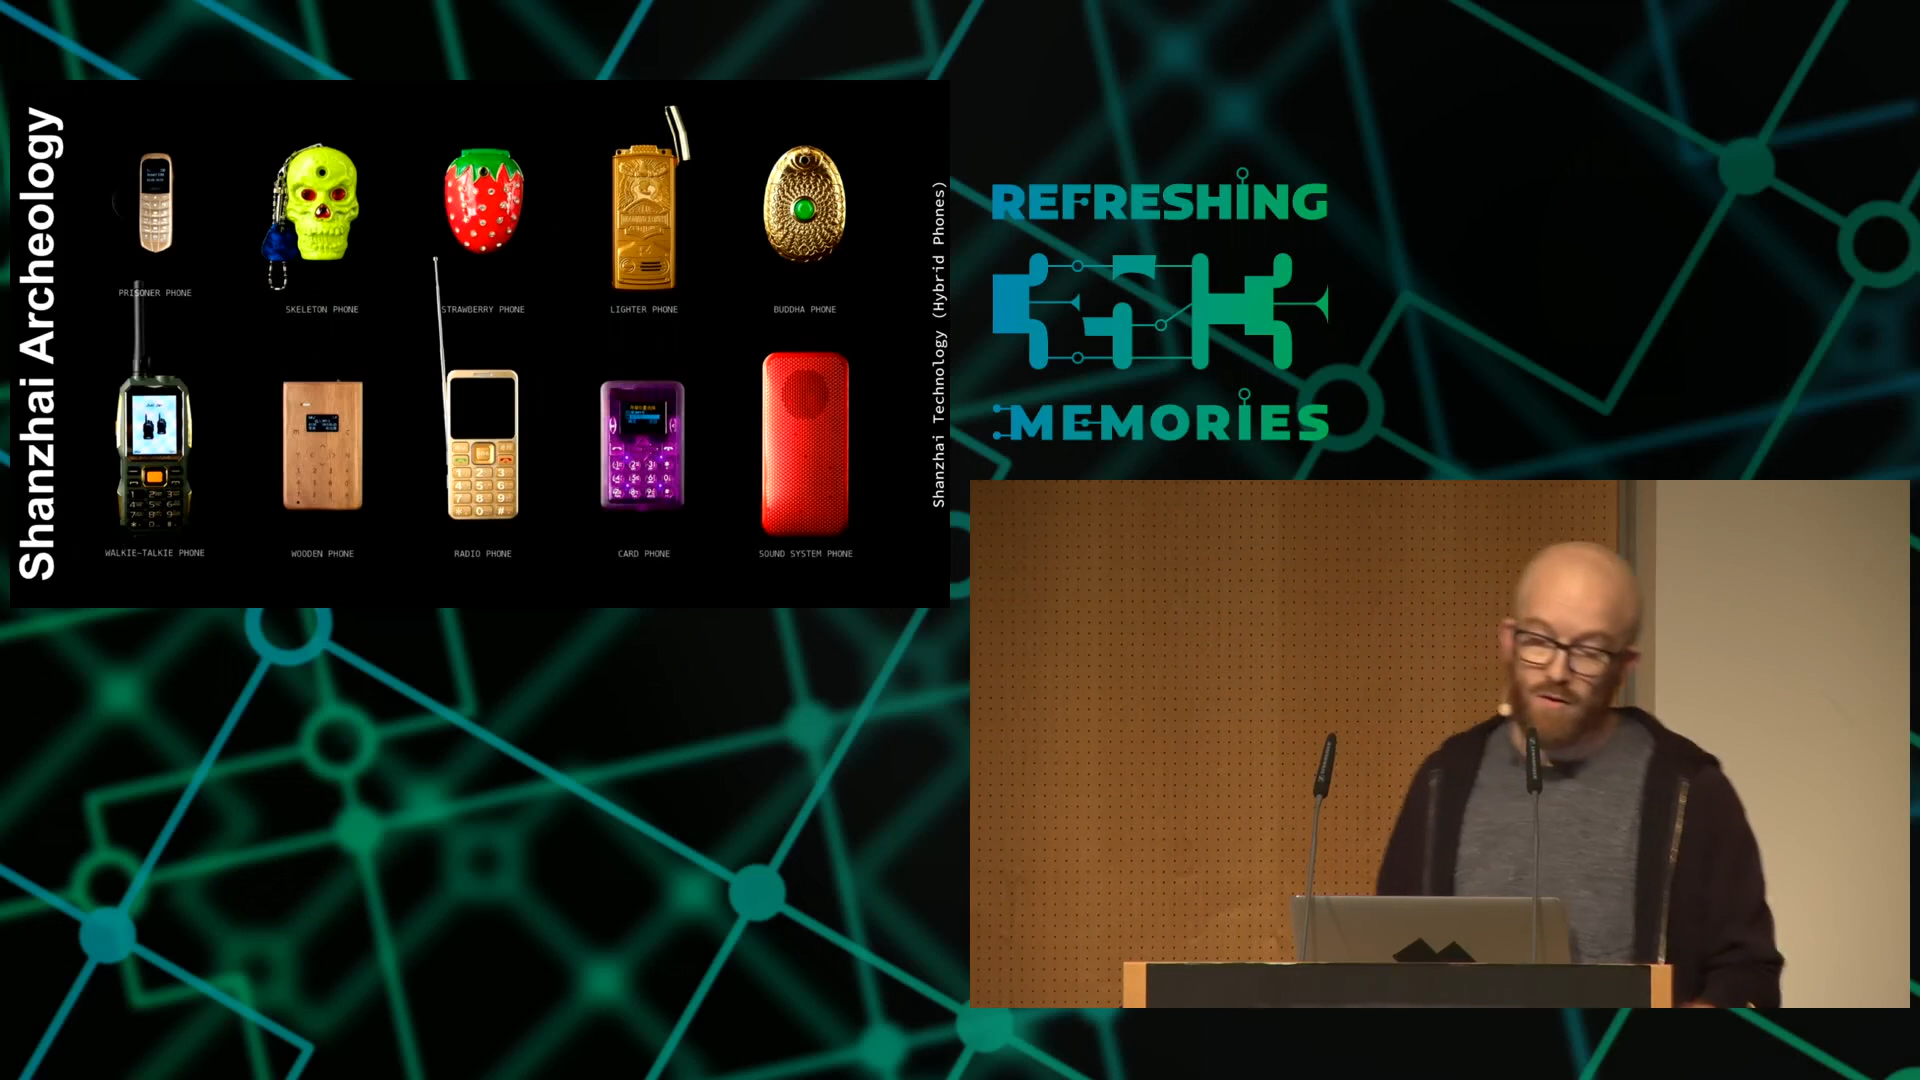 Shanzhai Archeology
PRISONER PHONE
SKELETON PHONE
STRAWBERRY PHONE
LIGHTER PHONE
BUDDHA PHONE
WALKIE-TALKIE PHONE
WOODEN PHONE
RADIO PHONE
CARD PHONE
SOUND SYSTEM PHONE
Shanzhai Technology (Hybrid Phones)
REFRESHING
MEMORIES